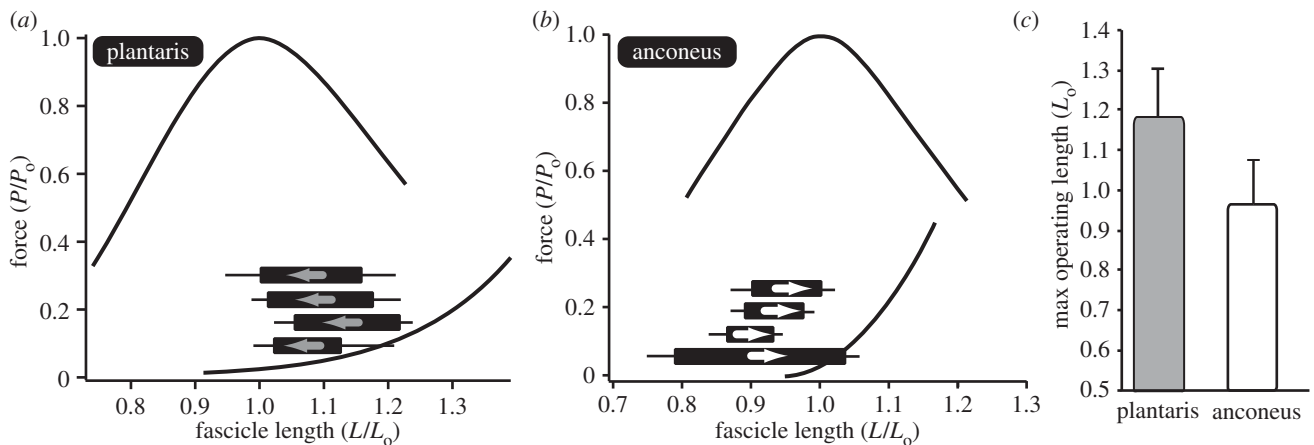 (a)
plantaris
1.0
0.8
0.6
0.4
0.2
0
force (P/Po)
0.8 0.9 1.0 1.1 1.2 1.3
fascicle length (L/Lo)
(b)
anconeus
1.0
0.8
0.6
0.4
0.2
0
force (P/Po)
0.7 0.8 0.9 1.0 1.1 1.2 1.3
fascicle length (L/Lo)
(c)
1.4
1.3
1.2
1.1
1.0
0.9
0.8
0.7
0.6
0.5
max operating length (Lo)
plantaris anconeus